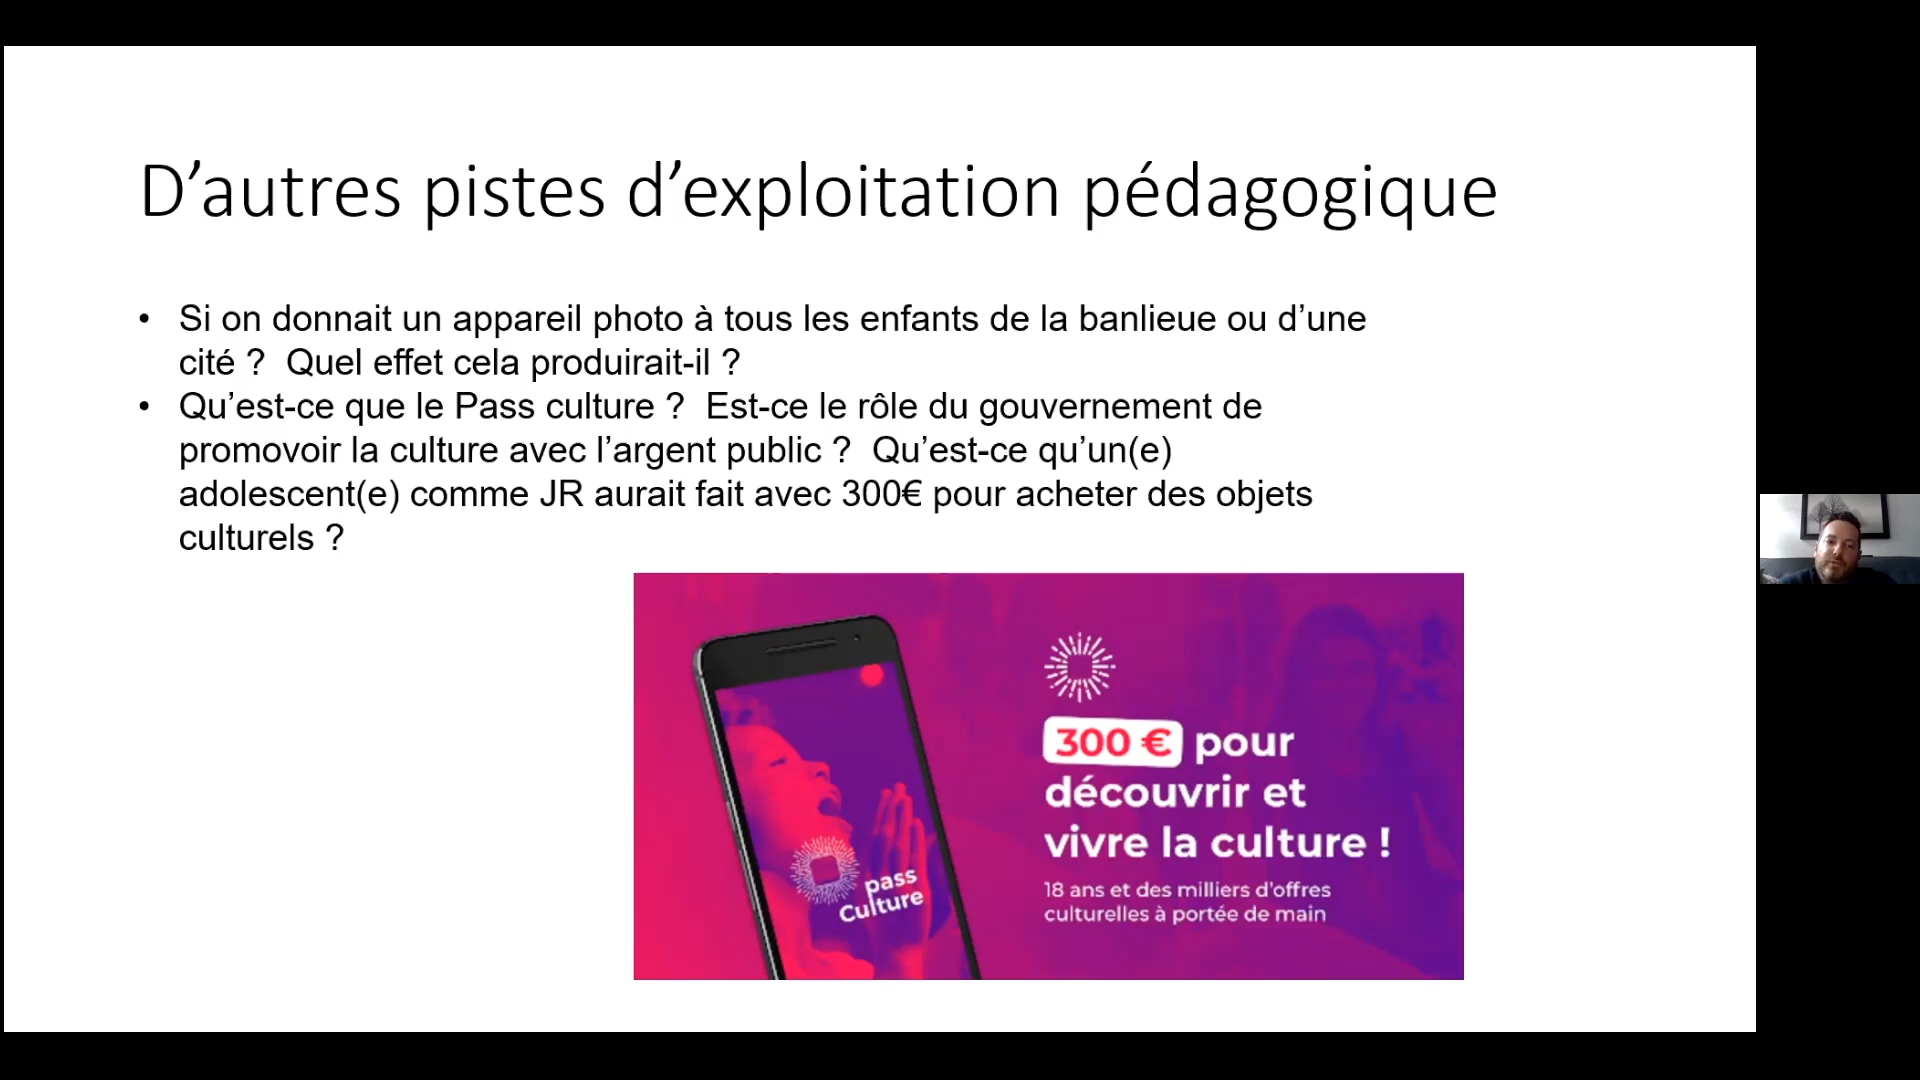 D’autres pistes d’exploitation pédagogique
• Si on donnait un appareil photo à tous les enfants de la banlieue ou d’une
cité ?  Quel effet cela produirait-il ?
• Qu’est-ce que le Pass culture ?  Est-ce le rôle du gouvernement de
promovoir la culture avec l’argent public ?  Qu’est-ce qu’un(e)
adolescent(e) comme JR aurait fait avec 300€ pour acheter des objets
culturels ?
pass
Culture
300 € pour
découvrir et
vivre la culture !
18 ans et des milliers d’offres
culturelles à portée de main